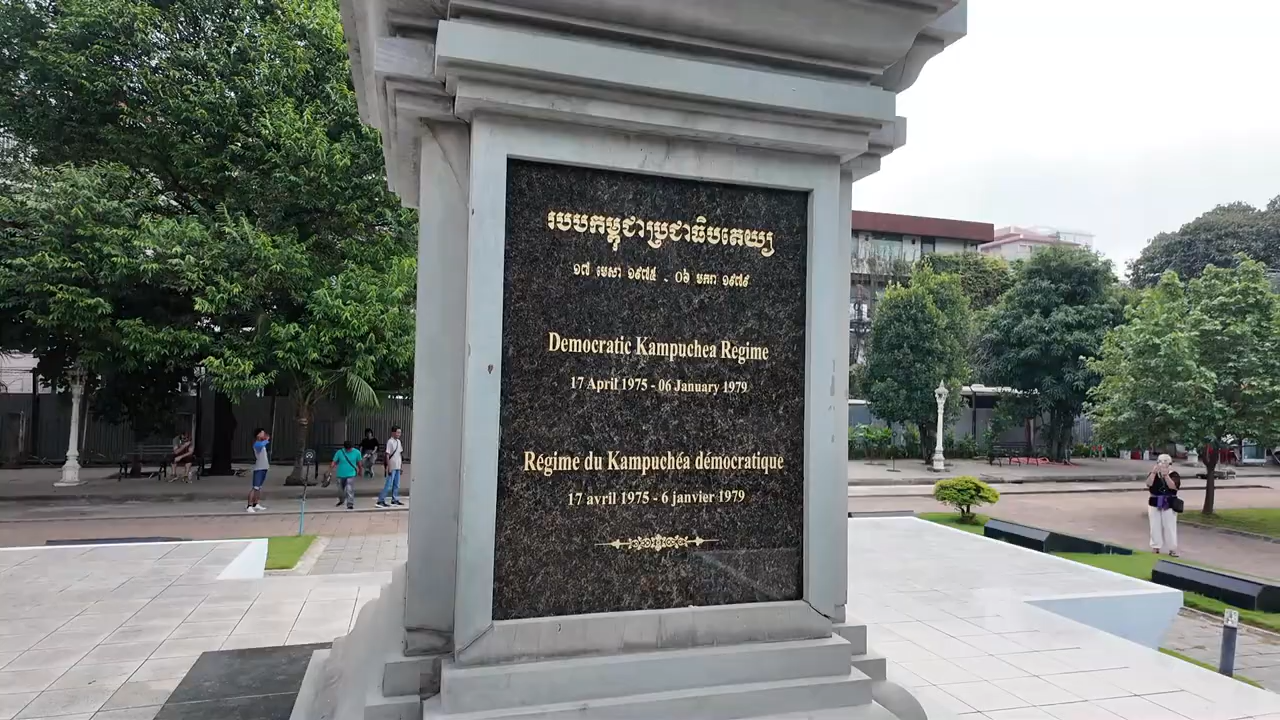 របបកម្ពុជាប្រជាធិបតេយ្យ
១៧ មេសា ១៩៧៥ - ០៦ មករា ១៩៧៩
Democratic Kampuchea Regime
17 April 1975 - 06 January 1979
Régime du Kampuchéa démocratique
17 avril 1975 - 6 janvier 1979